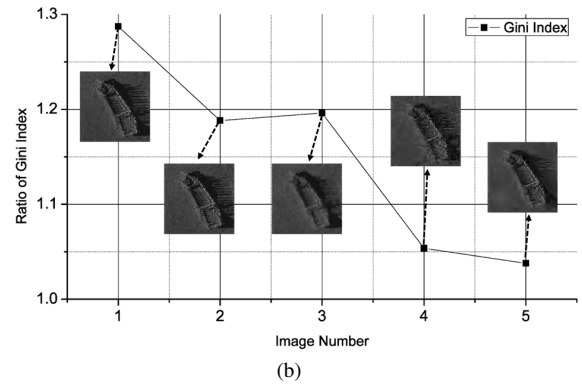 1.3
Gini Index
1.2
Ratio of Gini Index
1.1
1.0
1 2 3 4 5
Image Number
(b)